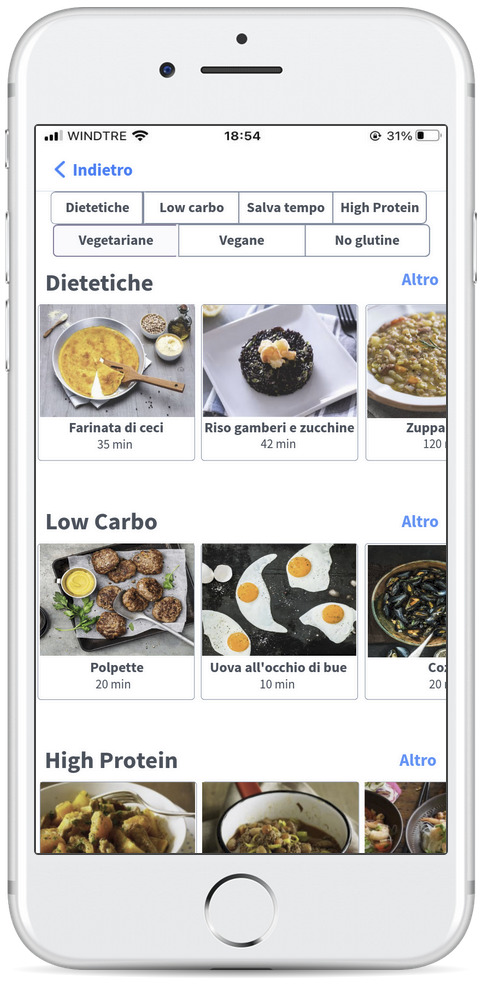 WINDTRE 18:54 31%
Indietro
Dietetiche Low carbo Salva tempo High Protein
Vegetariane Vegane No glutine
Dietetiche Altro
Farinata di ceci Riso gamberi e zucchine Zuppa
35 min 42 min 120
Low Carbo Altro
Polpette Uova all'occhio di bue
20 min 10 min 20
High Protein Altro